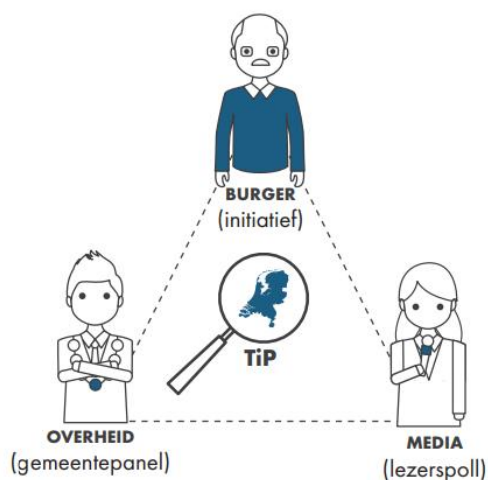 BURGER
(initiatief)
TiP
OVERHEID
(gemeentepanel)
MEDIA
(lezerspoll)